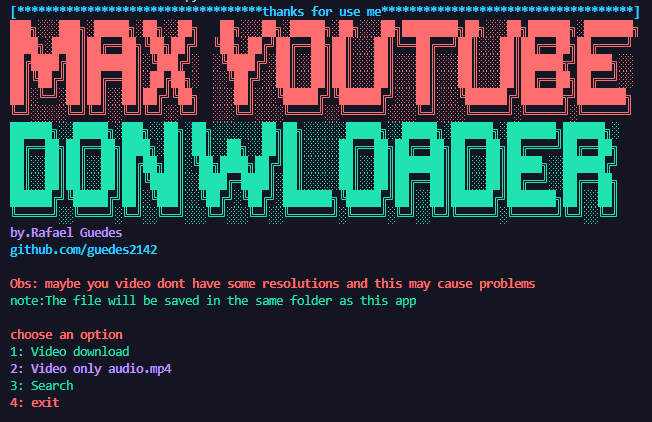 [***********************************thanks for use me************************************]
MAX YOUTUBE
DOWNLOADER
by.Rafael Guedes
github.com/guedes2142
Obs: maybe you video dont have some resolutions and this may cause problems
note:The file will be saved in the same folder as this app
choose an option
1: Video download
2: Video only audio.mp4
3: Search
4: exit